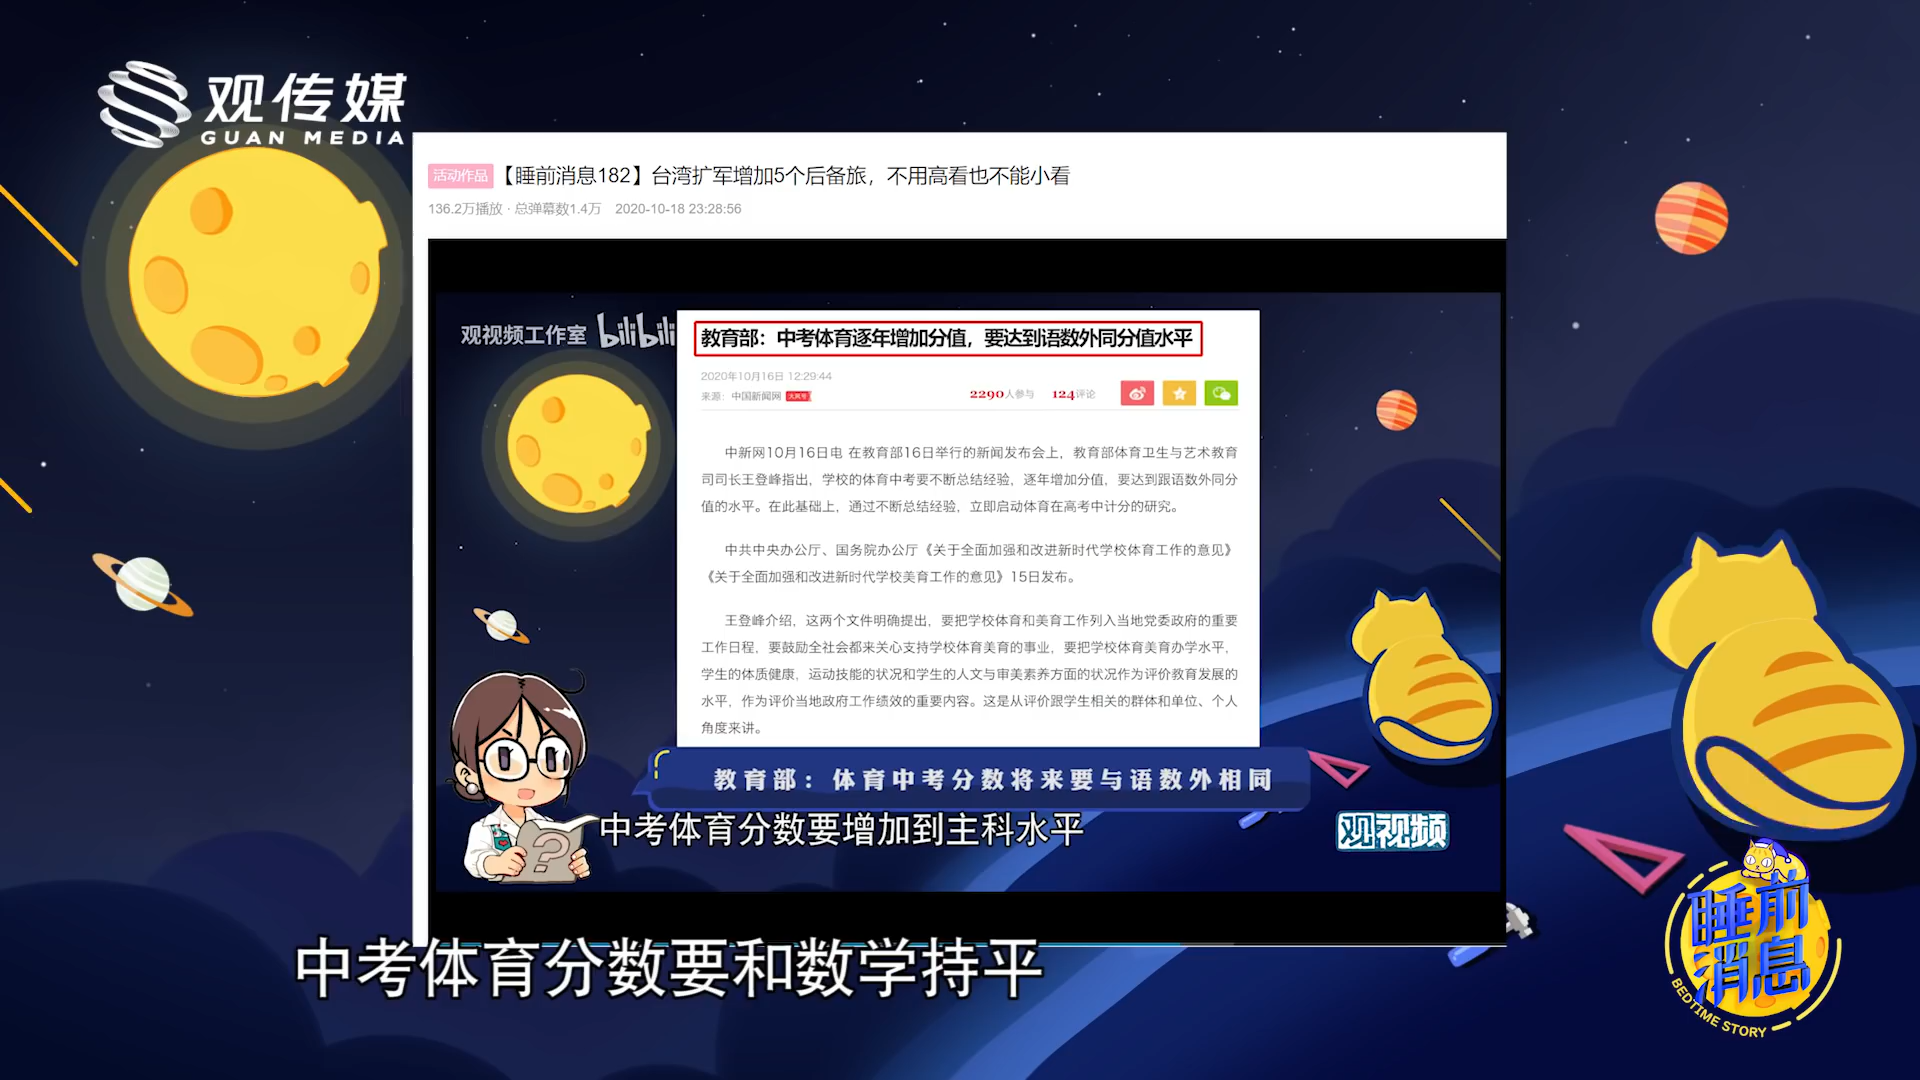 观传媒
GUAN MEDIA
活动作品 【睡前消息182】台湾扩军增加5个后备旅，不用高看也不能小看
136.2万播放 · 总弹幕数1.4万 2020-10-18 23:28:56
观视频工作室 bilibili
教育部：中考体育逐年增加分值，要达到语数外同分值水平
2020年10月16日 12:29:44
来源：中国新闻网 大风号
2290人参与 124评论
中新网10月16日电 在教育部16日举行的新闻发布会上，教育部体育卫生与艺术教育
司司长王登峰指出，学校的体育中考要不断总结经验，逐年增加分值，要达到跟语数外同分
值的水平。在此基础上，通过不断总结经验，立即启动体育在高考中计分的研究。
中共中央办公厅、国务院办公厅《关于全面加强和改进新时代学校体育工作的意见》
《关于全面加强和改进新时代学校美育工作的意见》15日发布。
王登峰介绍，这两个文件明确提出，要把学校体育和美育工作列入当地党委政府的重要
工作日程，要鼓励全社会都来关心支持学校体育美育的事业，要把学校体育美育办学水平，
学生的体质健康，运动技能的状况和学生的人文与审美素养方面的状况作为评价教育发展的
水平，作为评价当地政府工作绩效的重要内容。这是从评价跟学生相关的群体和单位、个人
角度来讲。
教育部：体育中考分数将来要与语数外相同
?
中考体育分数要增加到主科水平
观视频
中考体育分数要和数学持平
睡前
消息
BEDTIME STORY